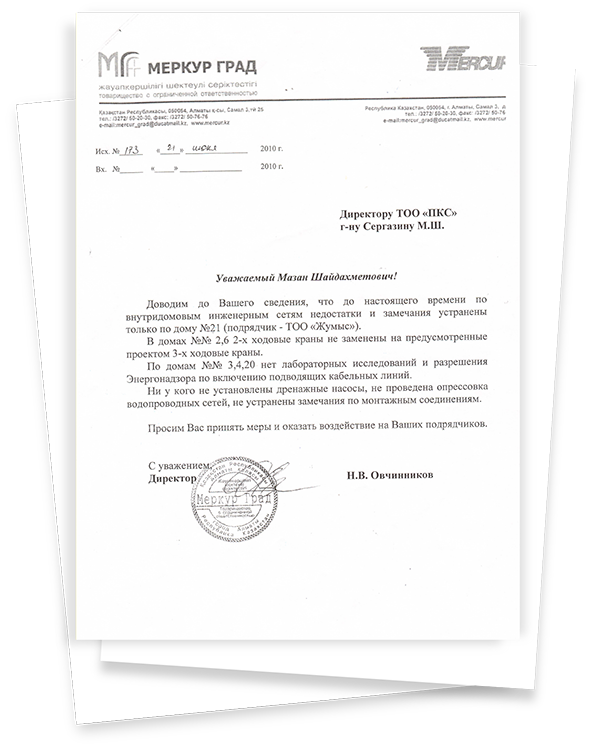 МГ МЕРКУР ГРАД
MERCUR
жауапкершілігі шектеулі серіктестігі
товарищество с ограниченной ответственностью
Қазақстан Республикасы, 050054, Алматы қ-сы, Самал 3, үй 25
тел.: /3272/ 50-20-30, факс: /3272/ 50-76-76
e-mail:mercur_grad@ducatmail.kz, www.mercur.kz
Республика Казахстан, 050054, г. Алматы, Самал 3, д
тел.: /3272/ 50-20-30, факс: /3272/ 50-76
e-mail:mercur_grad@ducatmail.kz, www.mercur
Исх. № 173 «21» июля 2010 г.
Вх. №______ «____»________ 2010 г.
Директору ТОО «ПКС»
г-ну Сергазину М.Ш.
Уважаемый Мазан Шайдахметович!
Доводим до Вашего сведения, что до настоящего времени по
внутридомовым инженерным сетям недостатки и замечания устранены
только по дому №21 (подрядчик - ТОО «Жумыс»).
В домах №№ 2,6 2-х ходовые краны не заменены на предусмотренные
проектом 3-х ходовые краны.
По домам №№ 3,4,20 нет лабораторных исследований и разрешения
Энергонадзора по включению подводящих кабельных линий.
Ни у кого не установлены дренажные насосы, не проведена опрессовка
водопроводных сетей, не устранены замечания по монтажным соединениям.
Просим Вас принять меры и оказать воздействие на Ваших подрядчиков.
С уважением,
Директор Н.В. Овчинников
Меркур Град